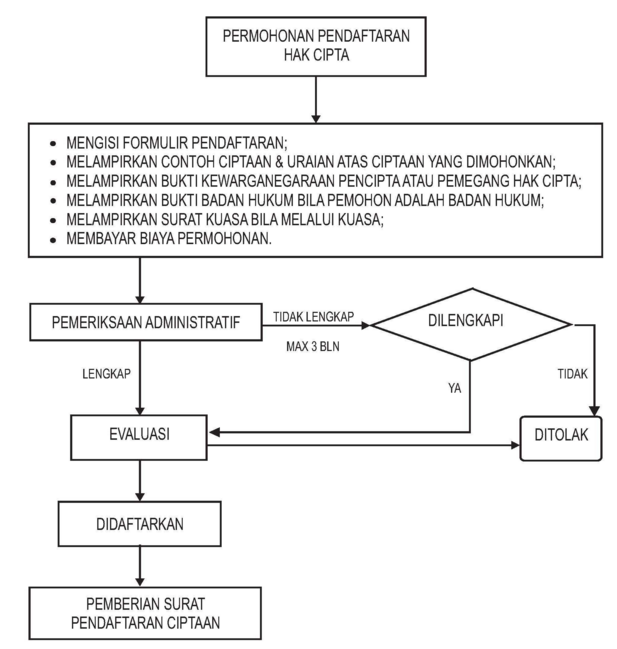 PERMOHONAN PENDAFTARAN
HAK CIPTA
• MENGISI FORMULIR PENDAFTARAN;
• MELAMPIRKAN CONTOH CIPTAAN & URAIAN ATAS CIPTAAN YANG DIMOHONKAN;
• MELAMPIRKAN BUKTI KEWARGANEGARAAN PENCIPTA ATAU PEMEGANG HAK CIPTA;
• MELAMPIRKAN BUKTI BADAN HUKUM BILA PEMOHON ADALAH BADAN HUKUM;
• MELAMPIRKAN SURAT KUASA BILA MELALUI KUASA;
• MEMBAYAR BIAYA PERMOHONAN.
PEMERIKSAAN ADMINISTRATIF
TIDAK LENGKAP
MAX 3 BLN
DILENGKAPI
LENGKAP
YA
TIDAK
EVALUASI
DITOLAK
DIDAFTARKAN
PEMBERIAN SURAT
PENDAFTARAN CIPTAAN